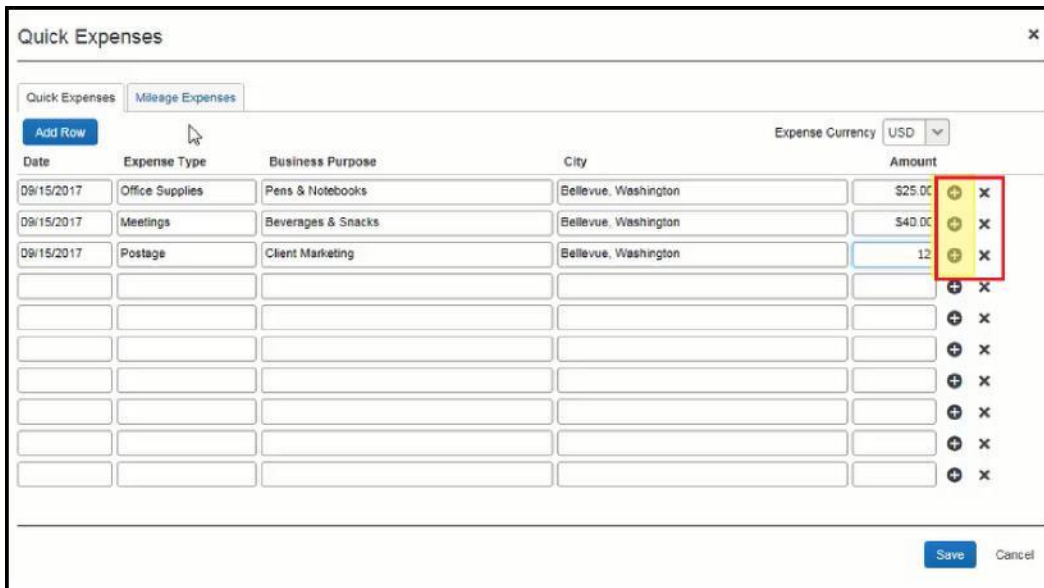 Quick Expenses
Quick Expenses Mileage Expenses
Add Row Expense Currency USD
Date Expense Type Business Purpose City Amount
09/15/2017 Office Supplies Pens & Notebooks Bellevue, Washington $25.00
09/15/2017 Meetings Beverages & Snacks Bellevue, Washington $40.00
09/15/2017 Postage Client Marketing Bellevue, Washington 12
Save Cancel